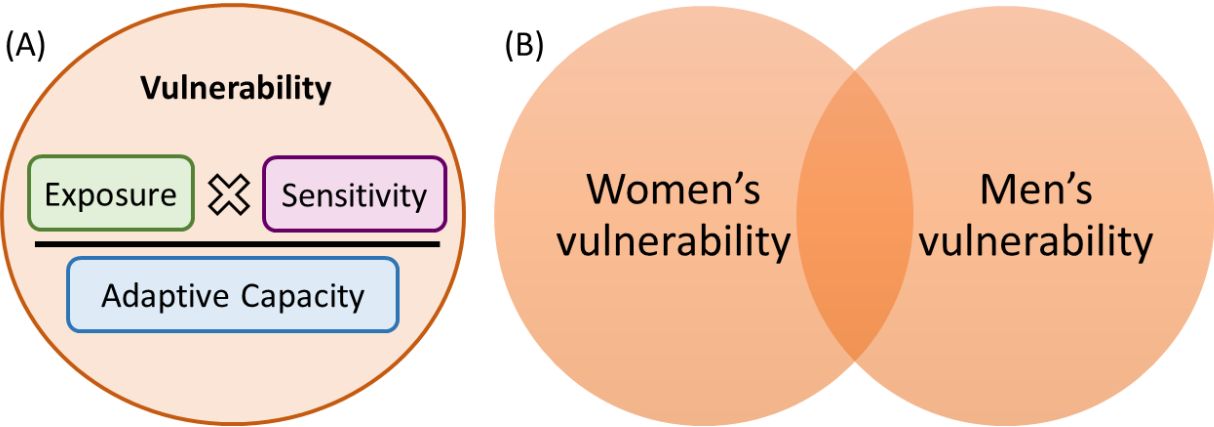 (A)
Vulnerability
Exposure
Sensitivity
Adaptive Capacity
(B)
Women’s
vulnerability
Men’s
vulnerability